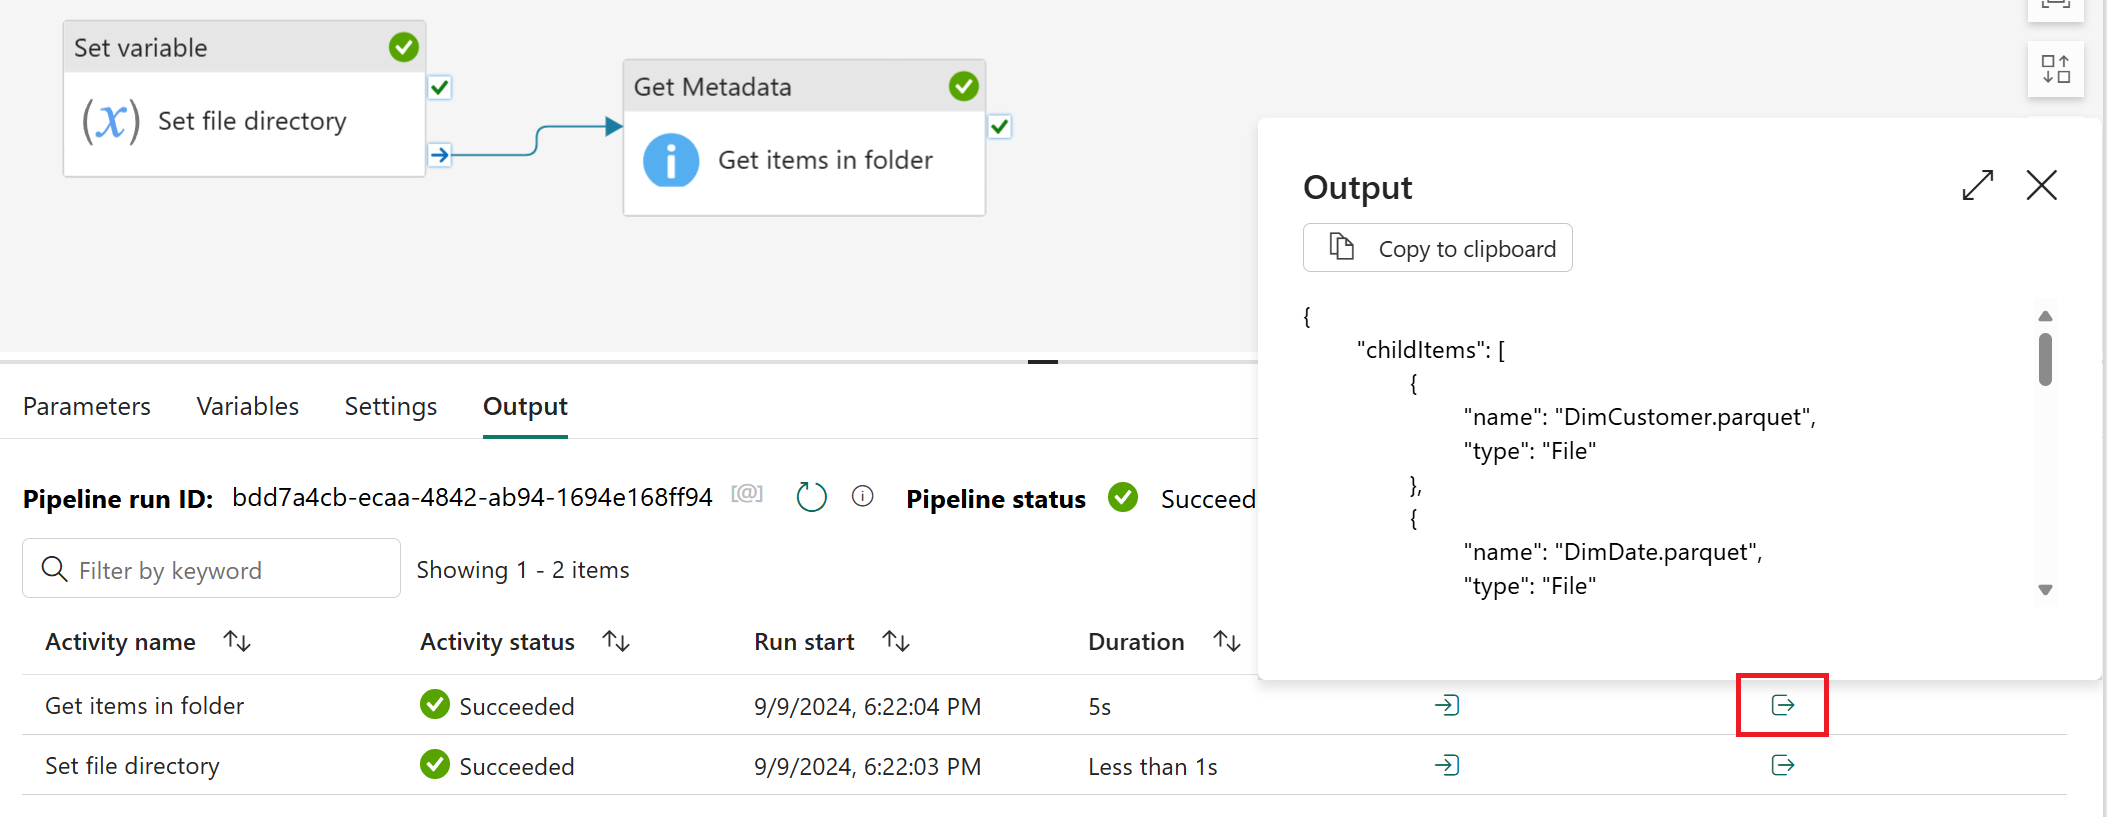 Set variable
(x) Set file directory
Get Metadata
i Get items in folder
Output
Copy to clipboard
{
"childItems": [
{
"name": "DimCustomer.parquet",
"type": "File"
},
{
"name": "DimDate.parquet",
"type": "File"
Parameters Variables Settings Output
Pipeline run ID: bdd7a4cb-ecaa-4842-ab94-1694e168ff94 [@] Pipeline status Succeed
Filter by keyword Showing 1 - 2 items
Activity name Activity status Run start Duration
Get items in folder Succeeded 9/9/2024, 6:22:04 PM 5s
Set file directory Succeeded 9/9/2024, 6:22:03 PM Less than 1s